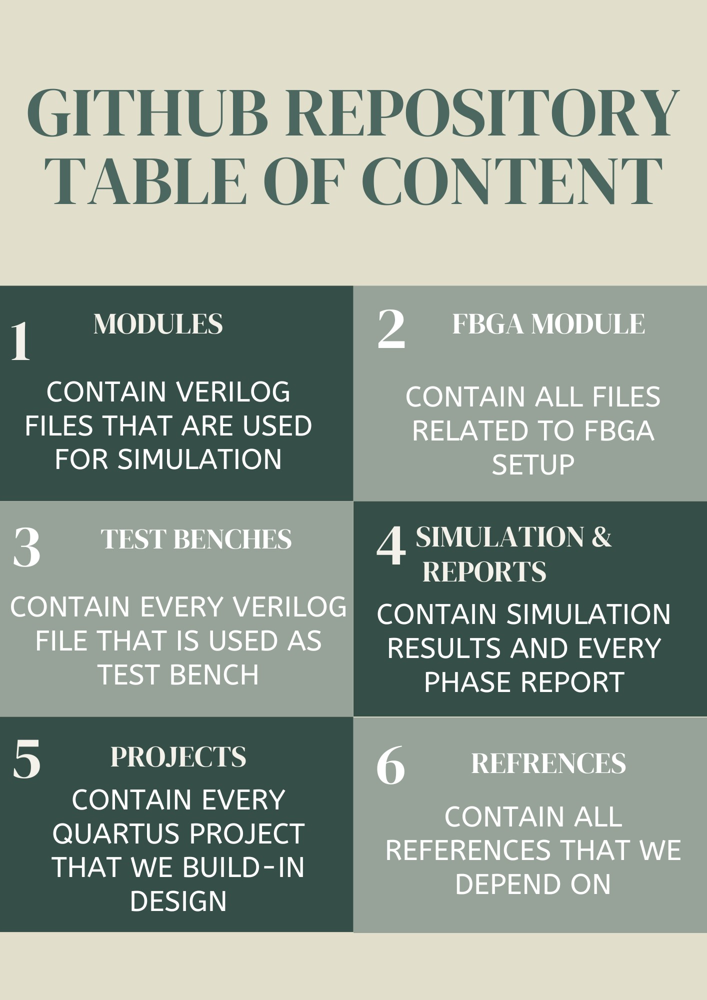 GITHUB REPOSITORY
TABLE OF CONTENT
1
MODULES
CONTAIN VERILOG
FILES THAT ARE USED
FOR SIMULATION
2
FBGA MODULE
CONTAIN ALL FILES
RELATED TO FBGA
SETUP
3
TEST BENCHES
CONTAIN EVERY VERILOG
FILE THAT IS USED AS
TEST BENCH
4
SIMULATION &
REPORTS
CONTAIN SIMULATION
RESULTS AND EVERY
PHASE REPORT
5
PROJECTS
CONTAIN EVERY
QUARTUS PROJECT
THAT WE BUILD-IN
DESIGN
6
REFRENCES
CONTAIN ALL
REFERENCES THAT WE
DEPEND ON